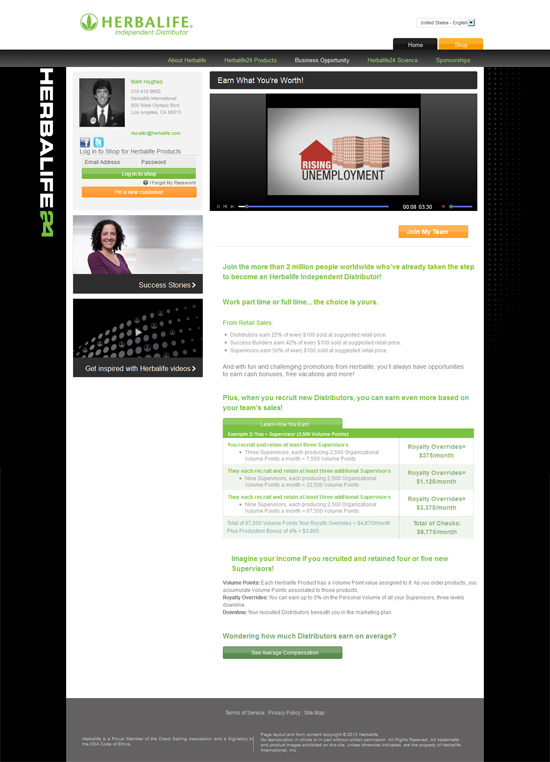 HERBALIFE.
Independent Distributor
United States - English
Home
Shop
About Herbalife
Herbalife24 Products
Business Opportunity
Herbalife24 Science
Sponsorships
HERBALIFE24
Mark Hughes
310-410-9600
Herbalife International
800 West Olympic Blvd
Los Angeles, CA 90015
Log in to Shop for Herbalife Products
Email Address
Password
Log in to shop
I Forgot My Password
I'm a new customer
Success Stories
Get inspired with Herbalife videos
Earn What You're Worth!
RISING
UNEMPLOYMENT
00:08 03:30
Join My Team
Join the more than 2 million people worldwide who've already taken the step
to become an Herbalife Independent Distributor!
Work part time or full time... the choice is yours.
From Retail Sales:
Distributors earn 25% of every $100 sold at suggested retail price.
Success Builders earn 42% of every $100 sold at suggested retail price.
Supervisors earn 50% of every $100 sold at suggested retail price.
And with fun and challenging promotions from Herbalife, you'll always have opportunities
to earn cash bonuses, free vacations and more!
Plus, when you recruit new Distributors, you can earn even more based on
your team's sales!
Learn How You Earn
Example 2: You = Supervisor (2,500 Volume Points)
You recruit and retain at least three Supervisors
Three Supervisors, each producing 2,500 Organizational
Volume Points a month = 7,500 Volume Points
Royalty Overrides=
$375/month
They each recruit and retain at least three additional Supervisors
Nine Supervisors, each producing 2,500 Organizational
Volume Points a month = 22,500 Volume Points
Royalty Overrides=
$1,125/month
They each recruit and retain at least three additional Supervisors
Nine Supervisors, each producing 2,500 Organizational
Volume Points a month = 67,500 Volume Points
Royalty Overrides=
$3,375/month
Total of 97,500 Volume Points Your Royalty Overrides = $4,875/month
Plus Production Bonus of 4% = $3,900
Total of Checks:
$8,775/month
Imagine your income if you recruited and retained four or five new
Supervisors!
Volume Points: Each Herbalife Product has a Volume Point value assigned to it. As you order products, you
accumulate Volume Points associated to those products.
Royalty Overrides: You can earn up to 5% on the Personal Volume of all your Supervisors, three levels
downline.
Downline: Your recruited Distributors beneath you in the marketing plan.
Wondering how much Distributors earn on average?
See Average Compensation
Terms of Service | Privacy Policy | Site Map
Herbalife is a Proud Member of the Direct Selling Association and a Signatory to
the DSA Code of Ethics
Page layout and form content copyright © 2012 Herbalife.
No reproduction in whole or in part without written permission. All Rights Reserved. All trademarks
and product images exhibited on this site, unless otherwise indicated, are the property of Herbalife
International, Inc.